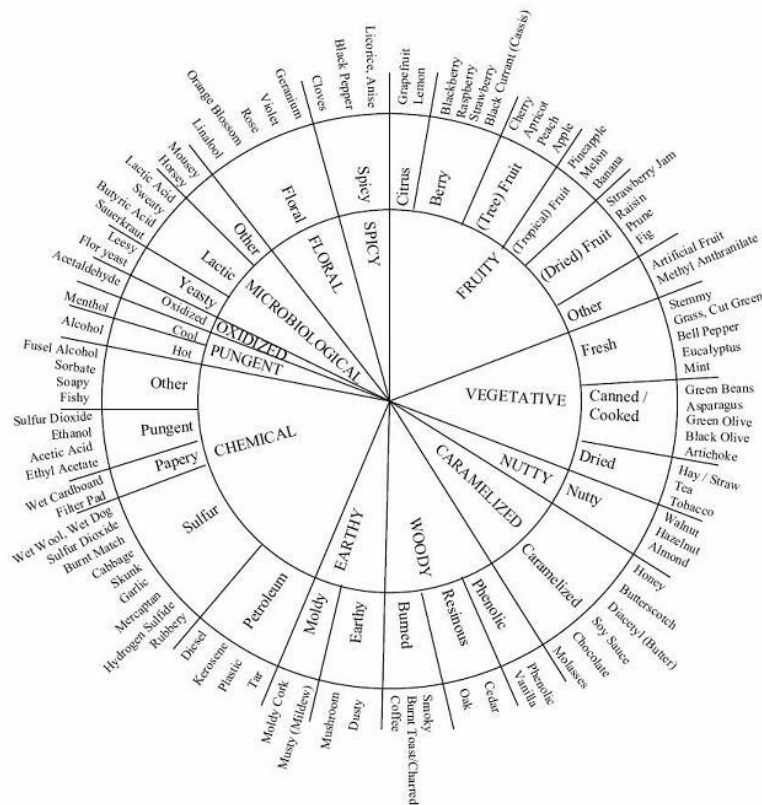 FRUITY
Citrus
Grapefruit
Lemon
Berry
Blackberry
Raspberry
Strawberry
Black Currant (Cassis)
(Tree) Fruit
Cherry
Apricot
Peach
Apple
(Tropical) Fruit
Pineapple
Melon
Banana
(Dried) Fruit
Strawberry Jam
Raisin
Prune
Fig
Other
Artificial Fruit
Methyl Anthranilate
VEGETATIVE
Fresh
Stemmy
Grass, Cut Green
Bell Pepper
Eucalyptus
Mint
Canned /
Cooked
Green Beans
Asparagus
Green Olive
Black Olive
Artichoke
Dried
Hay / Straw
Tea
Tobacco
NUTTY
Nutty
Walnut
Hazelnut
Almond
CARAMELIZED
Caramelized
Honey
Butterscotch
Diacetyl (Butter)
Soy Sauce
Chocolate
Molasses
WOODY
Phenolic
Phenolic
Vanilla
Resinous
Cedar
Oak
Burned
Smoky
Burnt Toast/Charred
Coffee
EARTHY
Earthy
Dusty
Mushroom
Moldy
Musty (Mildew)
Moldy Cork
CHEMICAL
Petroleum
Tar
Plastic
Kerosene
Diesel
Sulfur
Rubbery
Hydrogen Sulfide
Mercaptan
Garlic
Skunk
Cabbage
Burnt Match
Sulfur Dioxide
Wet Wool, Wet Dog
Papery
Filter Pad
Wet Cardboard
Pungent
Ethyl Acetate
Acetic Acid
Ethanol
Sulfur Dioxide
Other
Fishy
Soapy
Sorbate
Fusel Alcohol
PUNGENT
Hot
Alcohol
Cool
Menthol
OXIDIZED
Oxidized
Acetaldehyde
MICROBIOLOGICAL
Yeasty
Flor yeast
Leesy
Lactic
Sauerkraut
Butyric Acid
Sweaty
Lactic Acid
Other
Horsey
Mousey
FLORAL
Floral
Linalool
Orange Blossom
Rose
Violet
Geranium
SPICY
Spicy
Cloves
Black Pepper
Licorice, Anise